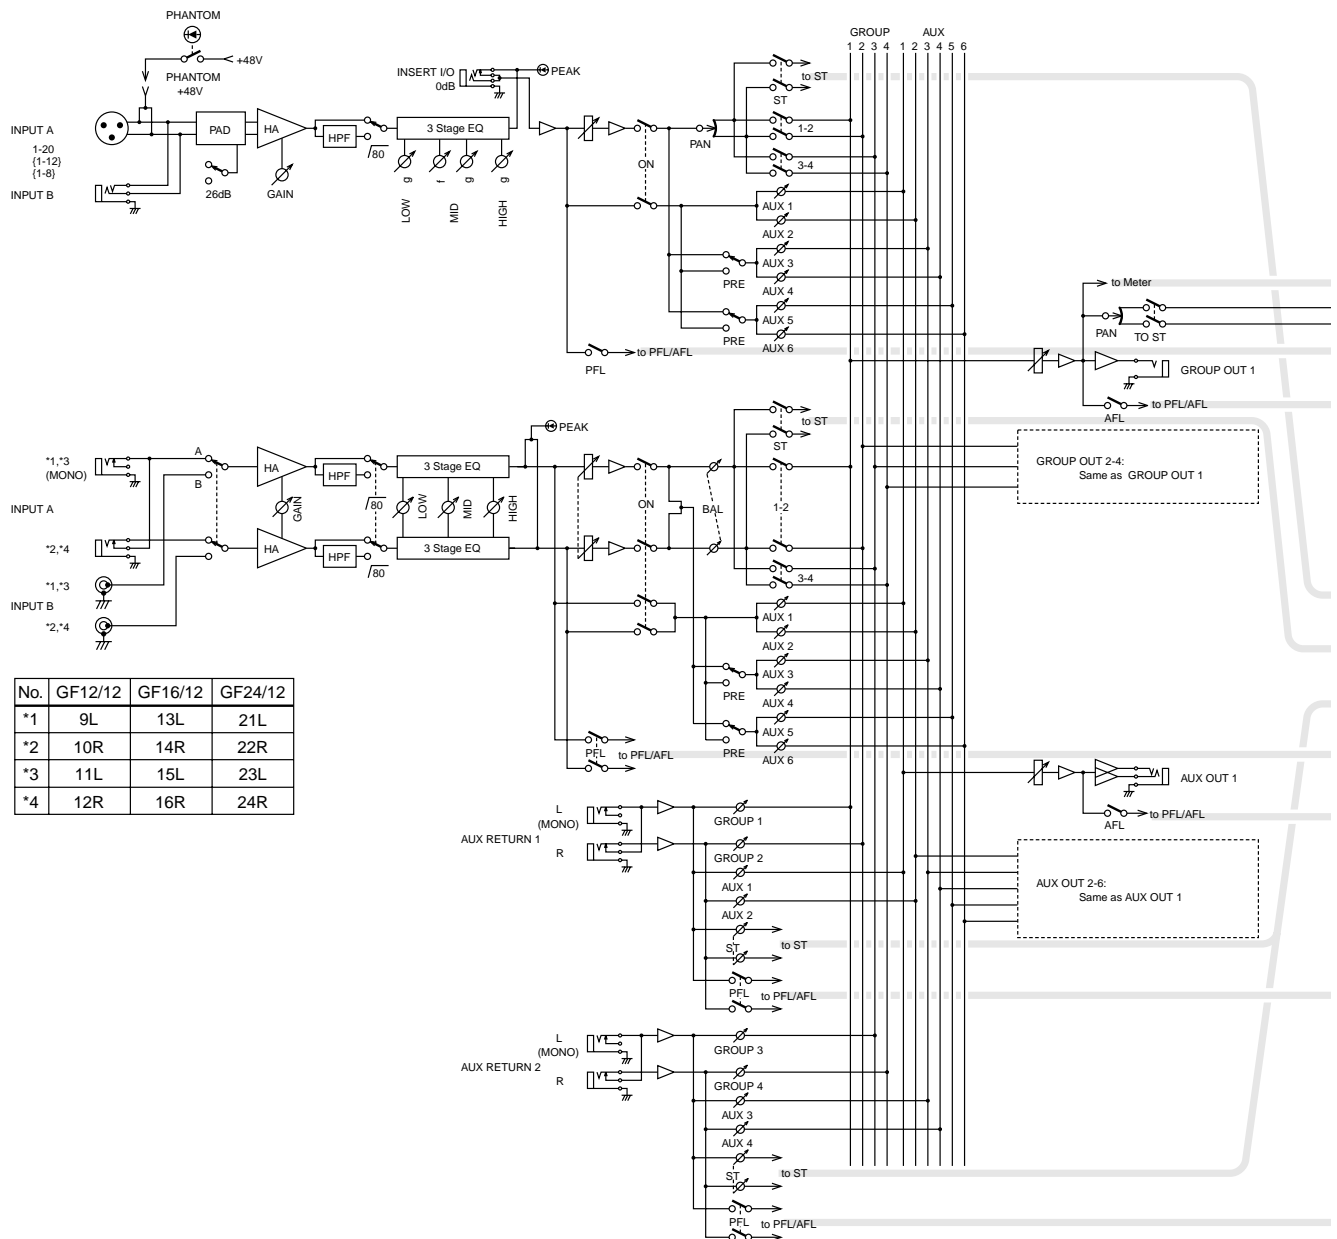 PHANTOM
+48V
PHANTOM
+48V
INPUT A
1-20
{1-12}
{1-8}
INPUT B
PAD
26dB
HA
GAIN
HPF
80
3 Stage EQ
g
f
g
g
LOW
MID
HIGH
INSERT I/O
0dB
PEAK
ON
PAN
to ST
ST
1-2
3-4
AUX 1
AUX 2
AUX 3
PRE
AUX 4
AUX 5
PRE
AUX 6
to PFL/AFL
PFL
GROUP
AUX
1 2 3 4 1 2 3 4 5 6
to Meter
PAN
TO ST
GROUP OUT 1
to PFL/AFL
AFL
GROUP OUT 2-4:
Same as GROUP OUT 1
*1,*3
(MONO)
INPUT A
*2,*4
*1,*3
INPUT B
*2,*4
A
B
HA
GAIN
HA
HPF
80
HPF
80
3 Stage EQ
LOW
MID
HIGH
3 Stage EQ
PEAK
ON
BAL
to ST
ST
1-2
3-4
AUX 1
AUX 2
AUX 3
PRE
AUX 4
AUX 5
PRE
AUX 6
PFL
to PFL/AFL
No. GF12/12 GF16/12 GF24/12
*1 9L 13L 21L
*2 10R 14R 22R
*3 11L 15L 23L
*4 12R 16R 24R
AUX OUT 1
AFL
to PFL/AFL
AUX OUT 2-6:
Same as AUX OUT 1
L
(MONO)
AUX RETURN 1
R
GROUP 1
GROUP 2
AUX 1
AUX 2
ST
to ST
PFL
to PFL/AFL
L
(MONO)
AUX RETURN 2
R
GROUP 3
GROUP 4
AUX 3
AUX 4
ST
to ST
PFL
to PFL/AFL